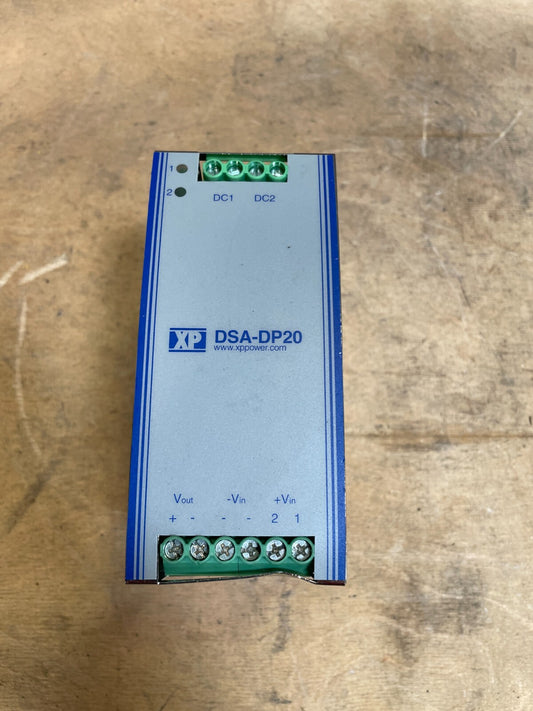 1
2
DC1 DC2
XP DSA-DP20
www.xppower.com
Vout -Vin +Vin
+ - - - 2 1